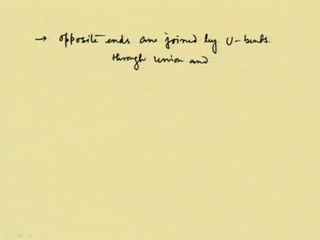 → opposite ends are joined by U-bends.
through union and